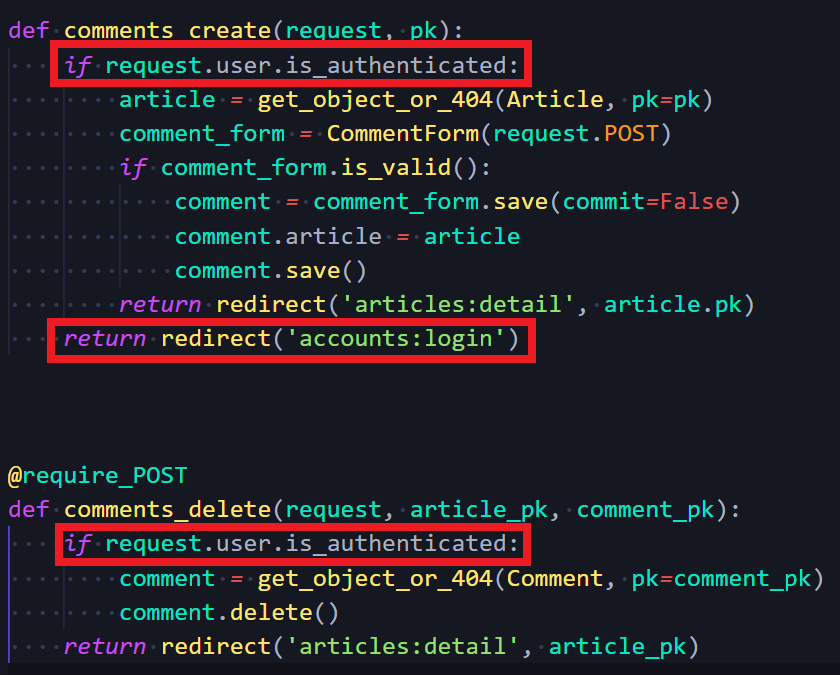 def comments_create(request, pk):
    if request.user.is_authenticated:
        article = get_object_or_404(Article, pk=pk)
        comment_form = CommentForm(request.POST)
        if comment_form.is_valid():
            comment = comment_form.save(commit=False)
            comment.article = article
            comment.save()
        return redirect('articles:detail', article.pk)
    return redirect('accounts:login')
@require_POST
def comments_delete(request, article_pk, comment_pk):
    if request.user.is_authenticated:
        comment = get_object_or_404(Comment, pk=comment_pk)
        comment.delete()
    return redirect('articles:detail', article_pk)